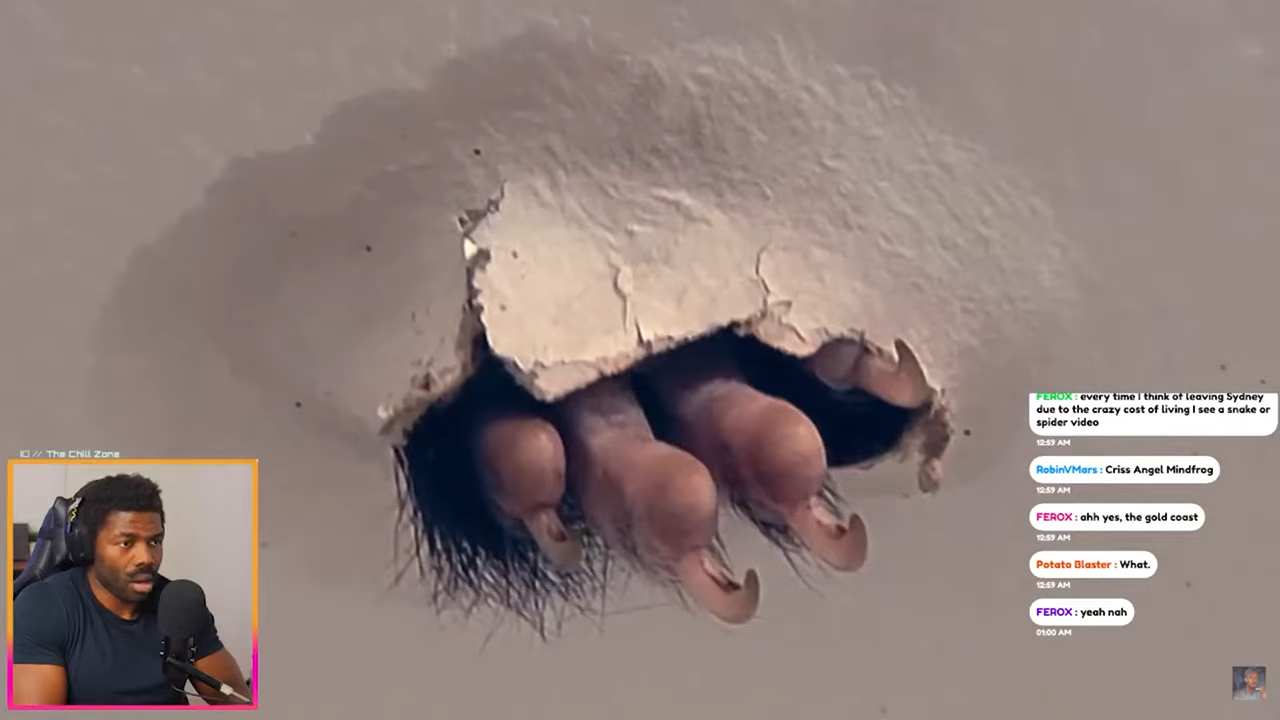 ID // The Chill Zone
FEROX : every time I think of leaving Sydney
due to the crazy cost of living I see a snake or
spider video
12:59 AM
RobinVMars : Criss Angel Mindfrog
12:59 AM
FEROX : ahh yes, the gold coast
12:59 AM
Potato Blaster : What.
12:59 AM
FEROX : yeah nah
01:00 AM